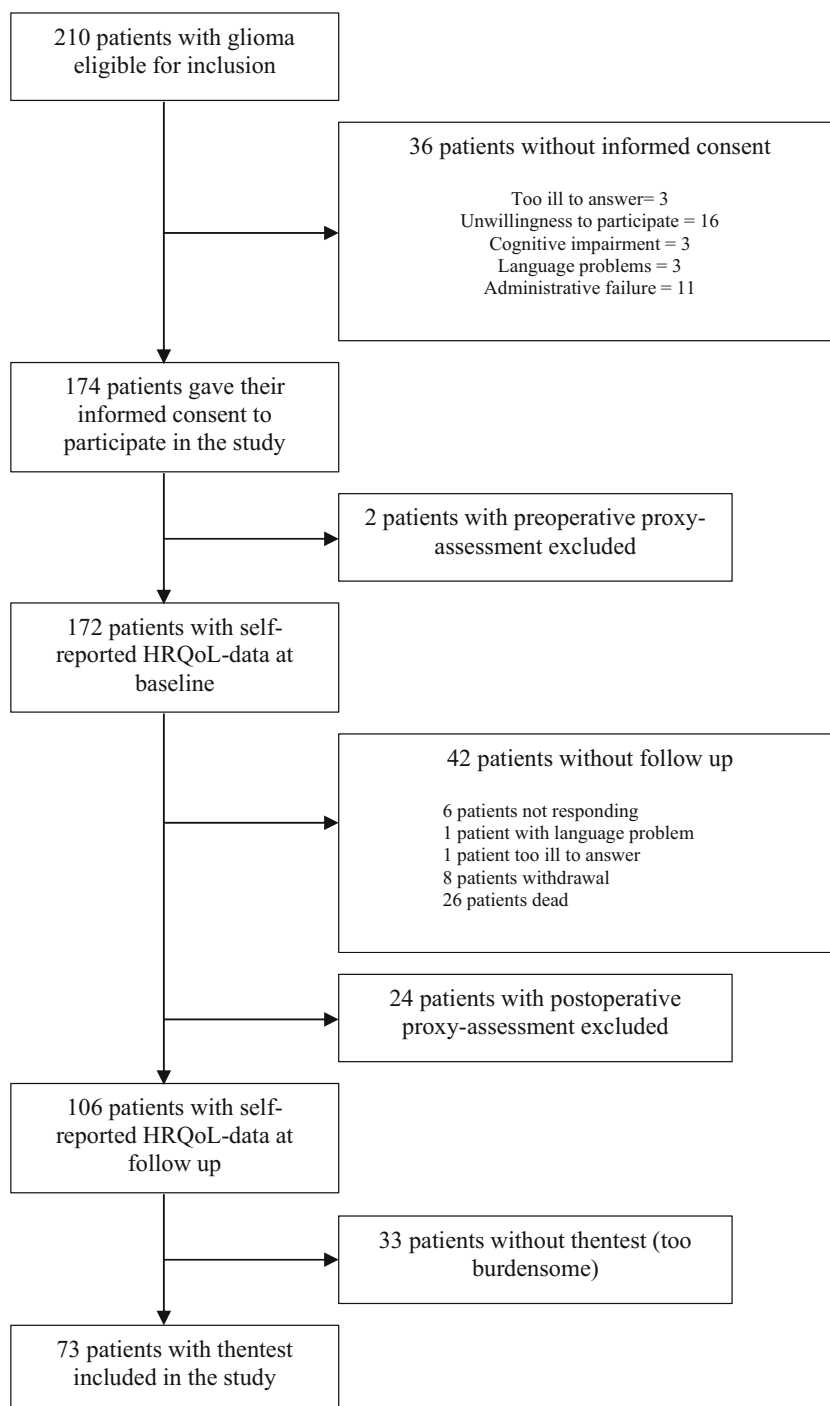 210 patients with glioma
eligible for inclusion
36 patients without informed consent
Too ill to answer= 3
Unwillingness to participate = 16
Cognitive impairment = 3
Language problems = 3
Administrative failure = 11
174 patients gave their
informed consent to
participate in the study
2 patients with preoperative proxy-
assessment excluded
172 patients with self-
reported HRQoL-data at
baseline
42 patients without follow up
6 patients not responding
1 patient with language problem
1 patient too ill to answer
8 patients withdrawal
26 patients dead
24 patients with postoperative
proxy-assessment excluded
106 patients with self-
reported HRQoL-data at
follow up
33 patients without thentest (too
burdensome)
73 patients with thentest
included in the study